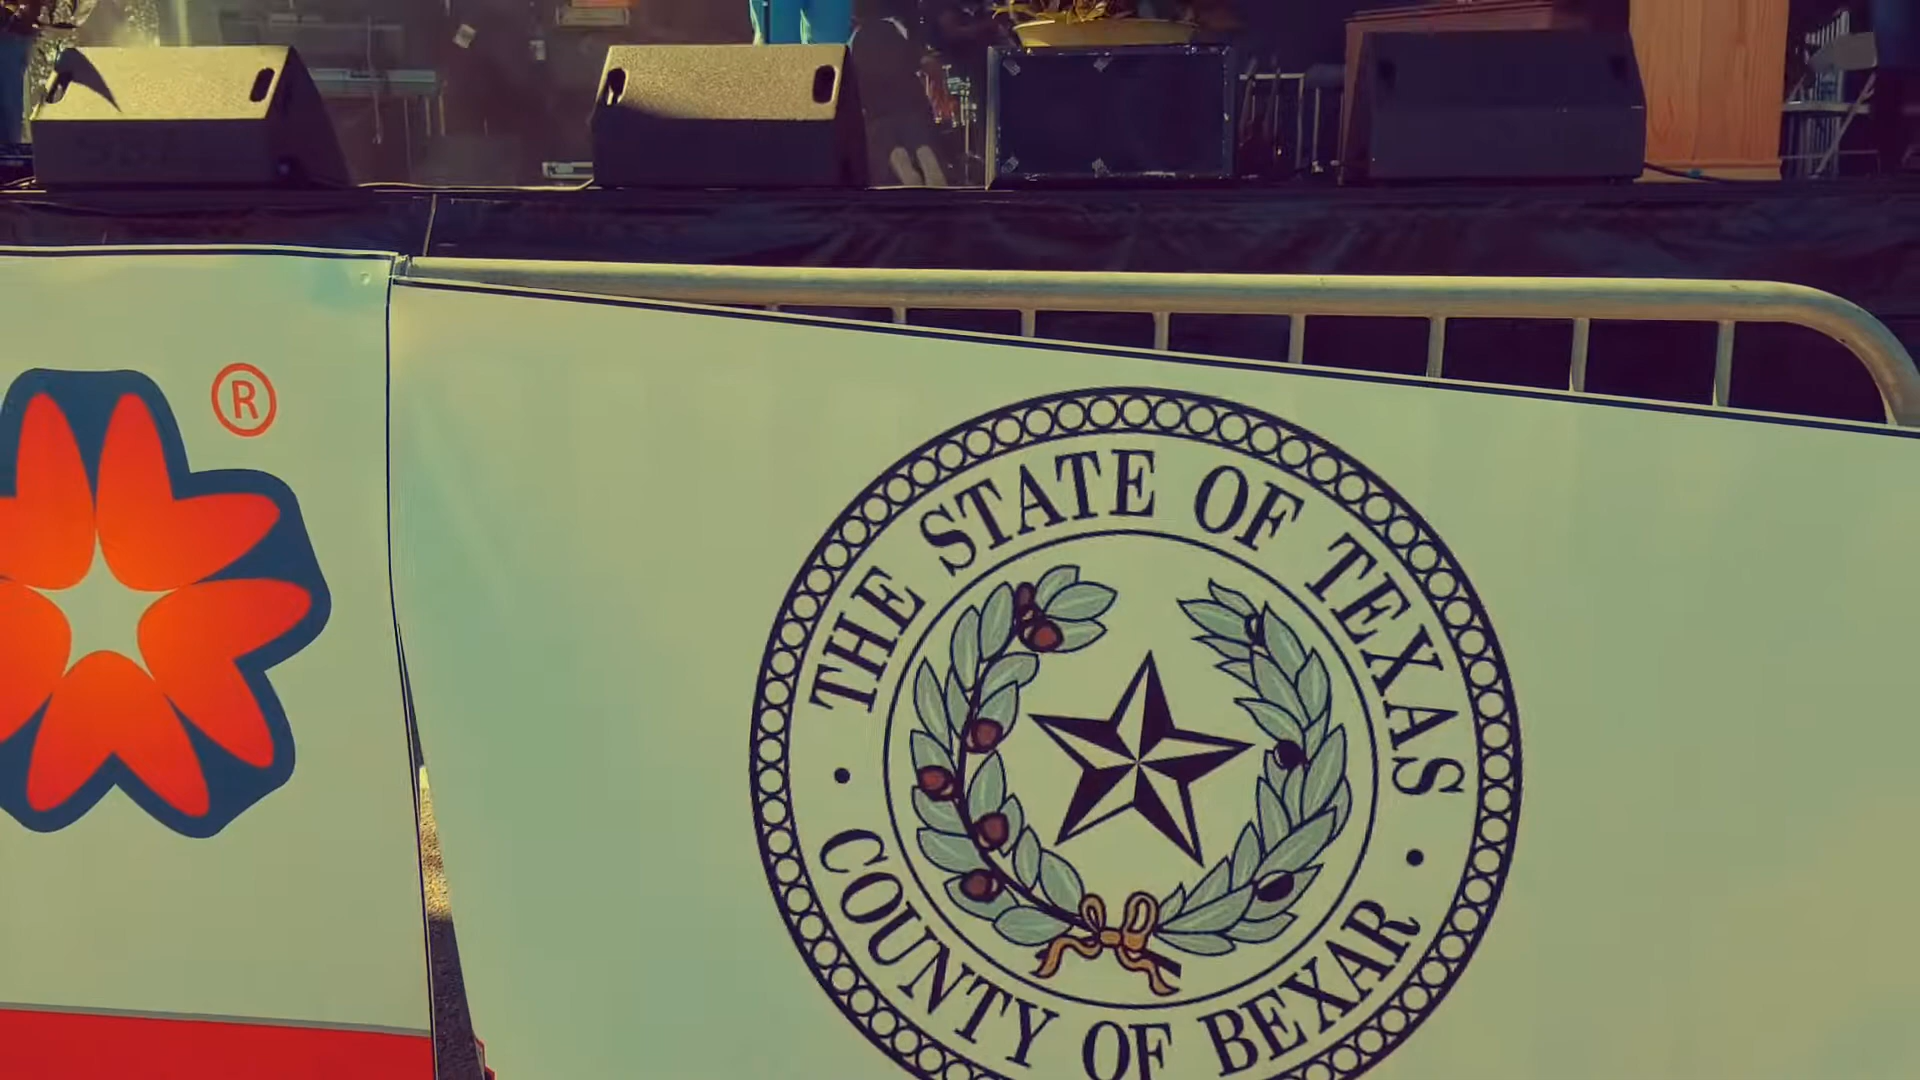 ®
THE STATE OF TEXAS
COUNTY OF BEXAR